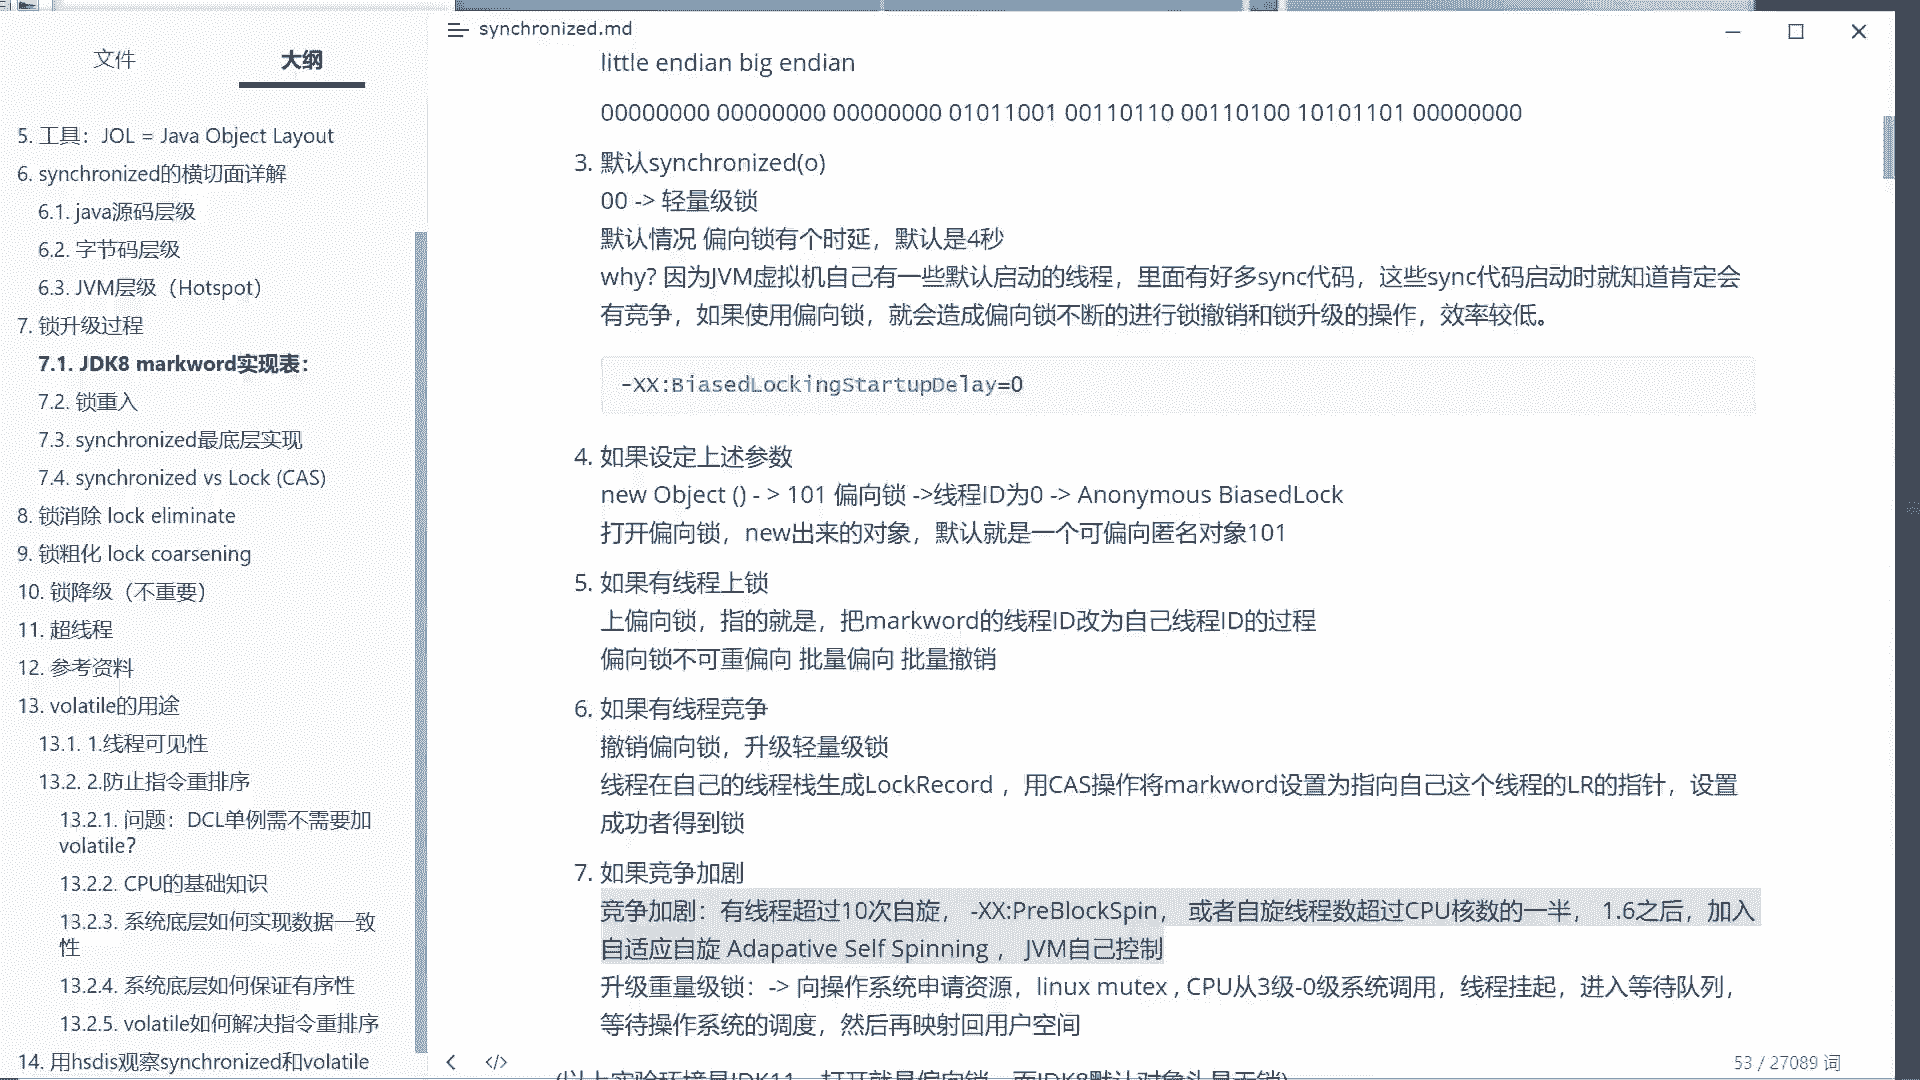 文件
大纲
5. 工具：JOL = Java Object Layout
6. synchronized的横切面详解
6.1. java源码层级
6.2. 字节码层级
6.3. JVM层级（Hotspot）
7. 锁升级过程
7.1. JDK8 markword实现表：
7.2. 锁重入
7.3. synchronized最底层实现
7.4. synchronized vs Lock (CAS)
8. 锁消除 lock eliminate
9. 锁粗化 lock coarsening
10. 锁降级（不重要）
11. 超线程
12. 参考资料
13. volatile的用途
13.1. 1.线程可见性
13.2. 2.防止指令重排序
13.2.1. 问题：DCL单例需不需要加
volatile？
13.2.2. CPU的基础知识
13.2.3. 系统底层如何实现数据一致
性
13.2.4. 系统底层如何保证有序性
13.2.5. volatile如何解决指令重排序
14. 用hsdis观察synchronized和volatile
synchronized.md
little endian big endian
00000000 00000000 00000000 01011001 00110110 00110100 10101101 00000000
3. 默认synchronized(o)
00 -> 轻量级锁
默认情况 偏向锁有个时延，默认是4秒
why? 因为JVM虚拟机自己有一些默认启动的线程，里面有好多sync代码，这些sync代码启动时就知道肯定会
有竞争，如果使用偏向锁，就会造成偏向锁不断的进行锁撤销和锁升级的操作，效率较低。
-XX:BiasedLockingStartupDelay=0
4. 如果设定上述参数
new Object () - > 101 偏向锁 ->线程ID为0 -> Anonymous BiasedLock
打开偏向锁，new出来的对象，默认就是一个可偏向匿名对象101
5. 如果有线程上锁
上偏向锁，指的就是，把markword的线程ID改为自己线程ID的过程
偏向锁不可重偏向 批量偏向 批量撤销
6. 如果有线程竞争
撤销偏向锁，升级轻量级锁
线程在自己的线程栈生成LockRecord ，用CAS操作将markword设置为指向自己这个线程的LR的指针，设置
成功者得到锁
7. 如果竞争加剧
竞争加剧：有线程超过10次自旋， -XX:PreBlockSpin， 或者自旋线程数超过CPU核数的一半， 1.6之后，加入
自适应自旋 Adapative Self Spinning ， JVM自己控制
升级重量级锁：-> 向操作系统申请资源，linux mutex , CPU从3级-0级系统调用，线程挂起，进入等待队列，
等待操作系统的调度，然后再映射回用户空间
(以上实验环境是JDK11，打开就是偏向锁，而JDK8默认对象头是无锁)
53 / 27089 词